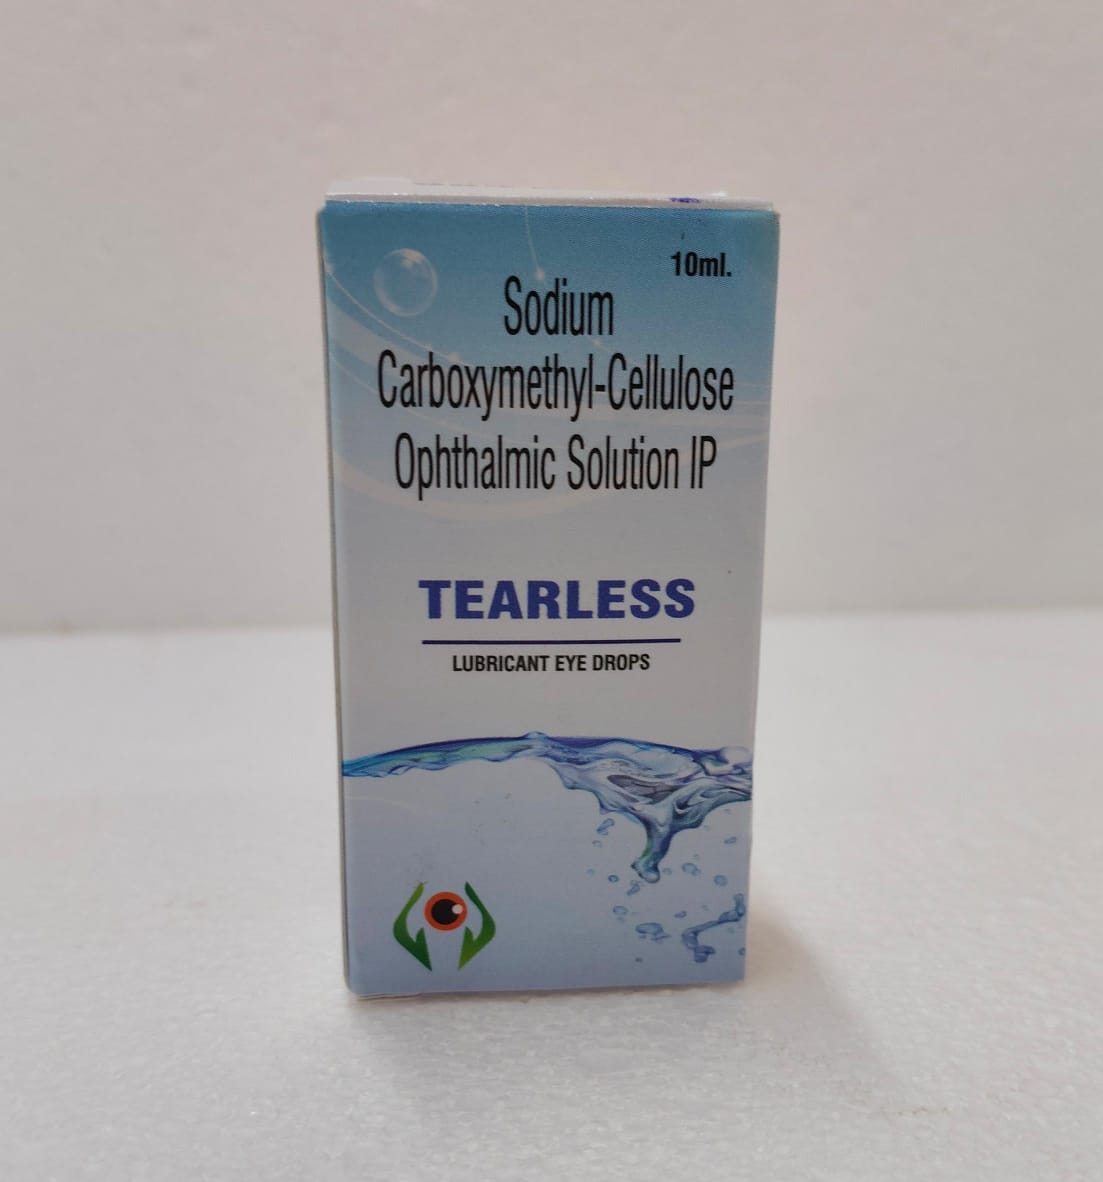 10ml.
Sodium
Carboxymethyl-Cellulose
Ophthalmic Solution IP
TEARLESS
LUBRICANT EYE DROPS